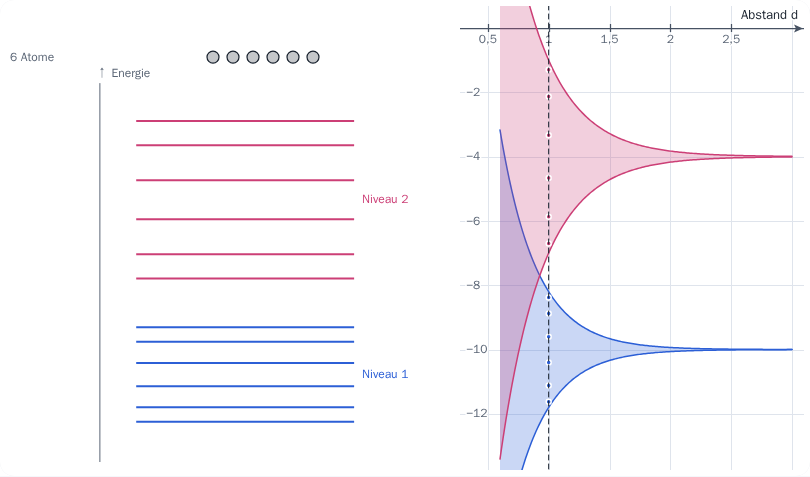 6 Atome
↑ Energie
Niveau 2
Niveau 1
Abstand d
0,5 1 1,5 2 2,5
−2
−4
−6
−8
−10
−12